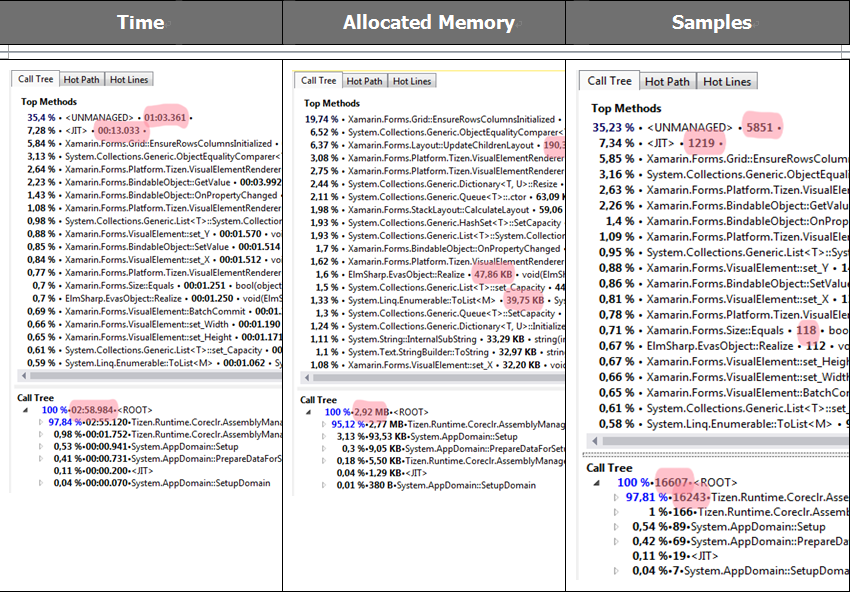 Time
Allocated Memory
Samples
Call Tree
Hot Path
Hot Lines
Top Methods
35,4 % • <UNMANAGED> • 01:03.361 •
7,28 % • <JIT> • 00:13.033 •
5,84 % • Xamarin.Forms.Grid::EnsureRowsColumnsInitialized •
3,13 % • System.Collections.Generic.ObjectEqualityComparer<
2,64 % • Xamarin.Forms.Platform.Tizen.VisualElementRenderer
2,23 % • Xamarin.Forms.BindableObject::GetValue • 00:03.992
1,43 % • Xamarin.Forms.BindableObject::OnPropertyChanged •
1,08 % • Xamarin.Forms.Platform.Tizen.VisualElementRenderer
0,98 % • System.Collections.Generic.List<T>::System.Collection
0,88 % • Xamarin.Forms.VisualElement::set_Y • 00:01.570 • vo
0,85 % • Xamarin.Forms.BindableObject::SetValue • 00:01.514
0,84 % • Xamarin.Forms.VisualElement::set_X • 00:01.512 • vo
0,77 % • Xamarin.Forms.Platform.Tizen.VisualElementRenderer
0,7 % • Xamarin.Forms.Size::Equals • 00:01.251 • bool(object
0,7 % • ElmSharp.EvasObject::Realize • 00:01.250 • void(Elm
0,69 % • Xamarin.Forms.VisualElement::BatchCommit • 00:01.
0,66 % • Xamarin.Forms.VisualElement::set_Width • 00:01.190
0,65 % • Xamarin.Forms.VisualElement::set_Height • 00:01.171
0,61 % • System.Collections.Generic.List<T>::set_Capacity • 00
0,59 % • System.Linq.Enumerable::ToList<M> • 00:01.062 • Sy
Call Tree
100 %•02:58.984•<ROOT>
97,84 %•02:55.120•Tizen.Runtime.Coreclr.AssemblyMana
0,98 %•00:01.752•Tizen.Runtime.Coreclr.AssemblyMana
0,53 %•00:00.941•System.AppDomain::Setup
0,41 %•00:00.731•System.AppDomain::PrepareDataForS
0,11 %•00:00.200•<JIT>
0,04 %•00:00.070•System.AppDomain::SetupDomain
Call Tree
Hot Path
Hot Lines
Top Methods
19,74 % • Xamarin.Forms.Grid::EnsureRowsColumnsInitialized •
6,52 % • System.Collections.Generic.ObjectEqualityComparer<
6,37 % • Xamarin.Forms.Layout::UpdateChildrenLayout • 190,3
3,08 % • Xamarin.Forms.Platform.Tizen.VisualElementRenderer
2,75 % • Xamarin.Forms.Platform.Tizen.VisualElementRenderer
2,44 % • System.Collections.Generic.Dictionary<T, U>::Resize •
2,11 % • System.Collections.Generic.Queue<T>::.ctor • 63,09 K
1,98 % • Xamarin.Forms.StackLayout::CalculateLayout • 59,06
1,93 % • System.Collections.Generic.HashSet<T>::SetCapacity
1,93 % • System.Collections.Generic.List<T>::System.Collection
1,7 % • Xamarin.Forms.BindableObject::OnPropertyChanged •
1,62 % • Xamarin.Forms.Platform.Tizen.VisualElementRenderer
1,6 % • ElmSharp.EvasObject::Realize • 47,86 KB • void(ElmS
1,5 % • System.Collections.Generic.List<T>::set_Capacity • 44
1,33 % • System.Linq.Enumerable::ToList<M> • 39,75 KB • Sys
1,3 % • System.Collections.Generic.Queue<T>::SetCapacity •
1,24 % • System.Collections.Generic.Dictionary<T, U>::Initialize
1,11 % • System.String::InternalSubString • 33,29 KB • string(in
1,1 % • System.Text.StringBuilder::ToString • 32,97 KB • string
1,08 % • Xamarin.Forms.VisualElement::set_X • 32,20 KB • void
Call Tree
100 %•2,92 MB•<ROOT>
95,12 %•2,77 MB•Tizen.Runtime.Coreclr.AssemblyManag
3,13 %•93,53 KB•System.AppDomain::Setup
0,3 %•9,05 KB•System.AppDomain::PrepareDataForSet
0,18 %•5,50 KB•Tizen.Runtime.Coreclr.AssemblyManag
0,04 %•1,29 KB•<JIT>
0,01 %•380 B•System.AppDomain::SetupDomain
Call Tree
Hot Path
Hot Lines
Top Methods
35,23 % • <UNMANAGED> • 5851 •
7,34 % • <JIT> • 1219 •
5,85 % • Xamarin.Forms.Grid::EnsureRowsColumn
3,16 % • System.Collections.Generic.ObjectEqualit
2,63 % • Xamarin.Forms.Platform.Tizen.VisualElem
2,26 % • Xamarin.Forms.BindableObject::GetValu
1,4 % • Xamarin.Forms.BindableObject::OnProp
1,09 % • Xamarin.Forms.Platform.Tizen.VisualElem
0,95 % • System.Collections.Generic.List<T>::Syste
0,88 % • Xamarin.Forms.VisualElement::set_Y • 14
0,86 % • Xamarin.Forms.BindableObject::SetValue
0,81 % • Xamarin.Forms.VisualElement::set_X • 13
0,78 % • Xamarin.Forms.Platform.Tizen.VisualElem
0,71 % • Xamarin.Forms.Size::Equals • 118 • bool
0,67 % • ElmSharp.EvasObject::Realize • 112 • voi
0,67 % • Xamarin.Forms.VisualElement::set_Heigh
0,66 % • Xamarin.Forms.VisualElement::set_Width
0,65 % • Xamarin.Forms.VisualElement::BatchCom
0,61 % • System.Collections.Generic.List<T>::set_
0,58 % • System.Linq.Enumerable::ToList<M> • 9
Call Tree
100 %•16607•<ROOT>
97,81 %•16243•Tizen.Runtime.Coreclr.Assemb
1 %•166•Tizen.Runtime.Coreclr.Assemb
0,54 %•89•System.AppDomain::Setup
0,42 %•69•System.AppDomain::PrepareDa
0,11 %•19•<JIT>
0,04 %•7•System.AppDomain::SetupDoma